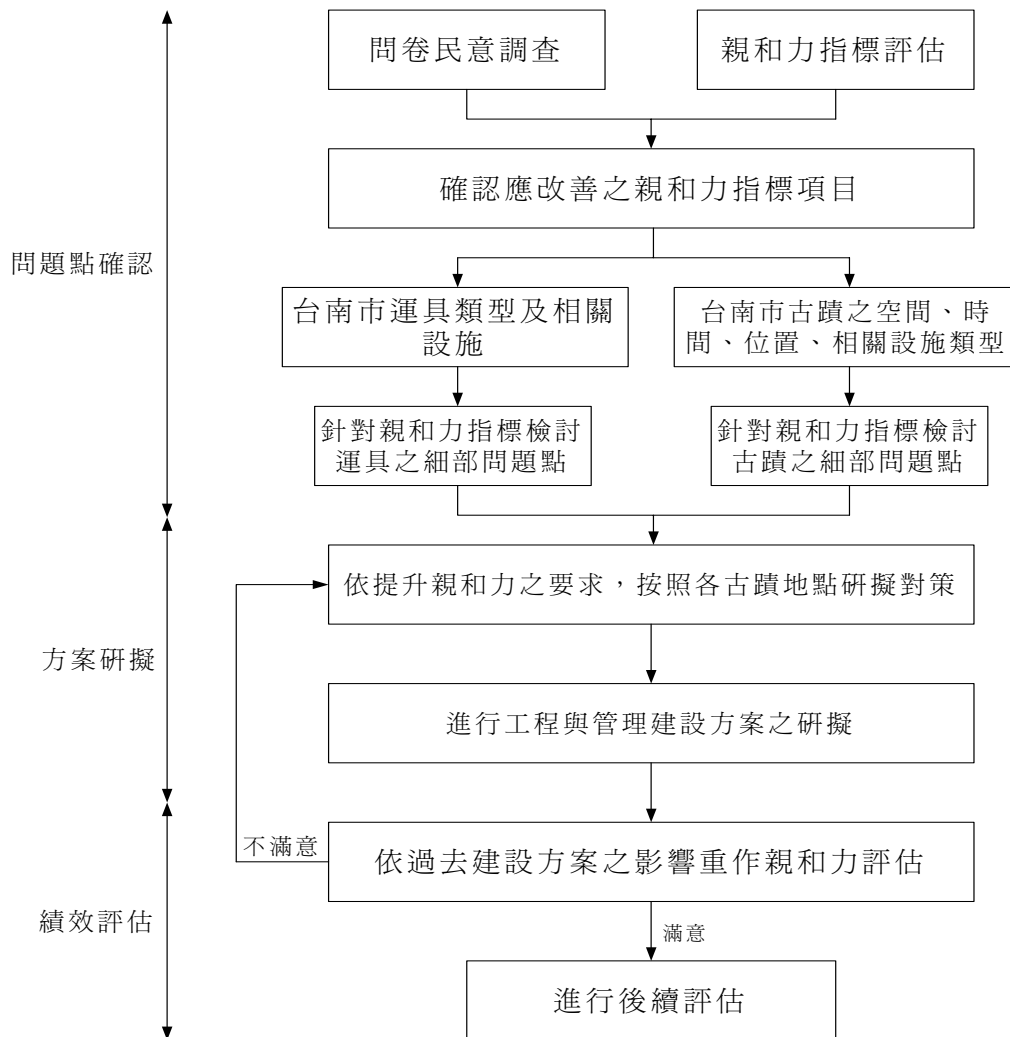 問卷民意調查
親和力指標評估
確認應改善之親和力指標項目
問題點確認
台南市運具類型及相關
設施
台南市古蹟之空間、時
間、位置、相關設施類型
針對親和力指標檢討
運具之細部問題點
針對親和力指標檢討
古蹟之細部問題點
依提升親和力之要求，按照各古蹟地點研擬對策
方案研擬
進行工程與管理建設方案之研擬
不滿意
依過去建設方案之影響重作親和力評估
績效評估
滿意
進行後續評估